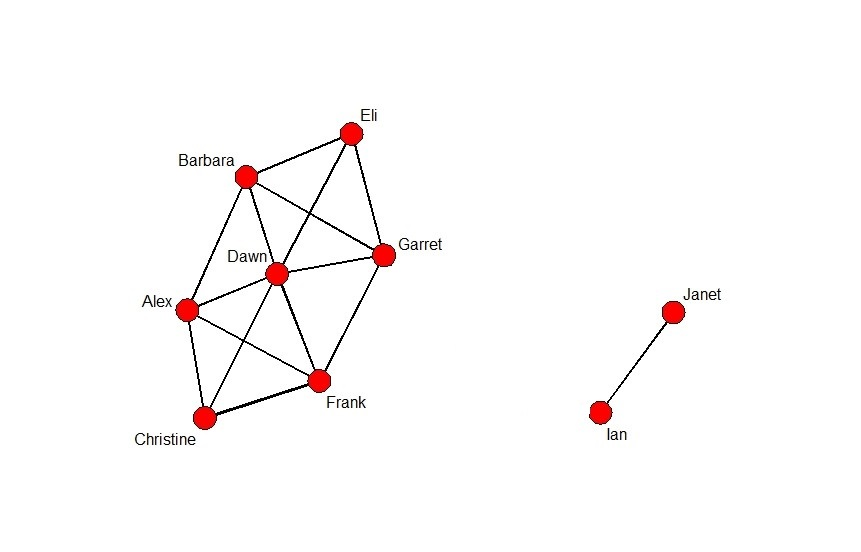 Eli
Barbara
Garret
Dawn
Alex
Janet
Frank
Christine
Ian